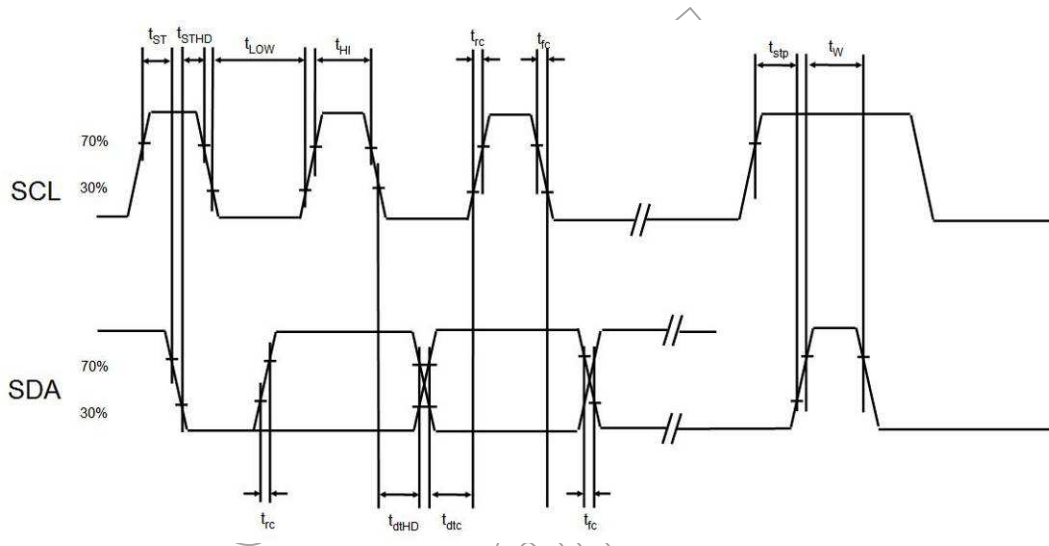 tST tSTHD tLOW tHI trc tfc tstp tW
70%
SCL 30%
70%
SDA
30%
trc tdtHD tdtc tfc